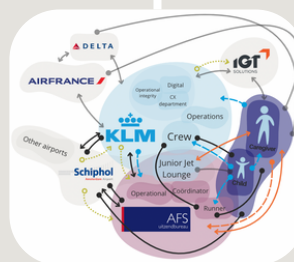 DELTA
IGT
SOLUTIONS
AIRFRANCE
Digital
Operational
integrity
CX
department
Operations
KLM
Crew
Other airports
Caregiver
Junior Jet
Lounge
Child
Schiphol
Operational
Coördinator
Runner
AFS